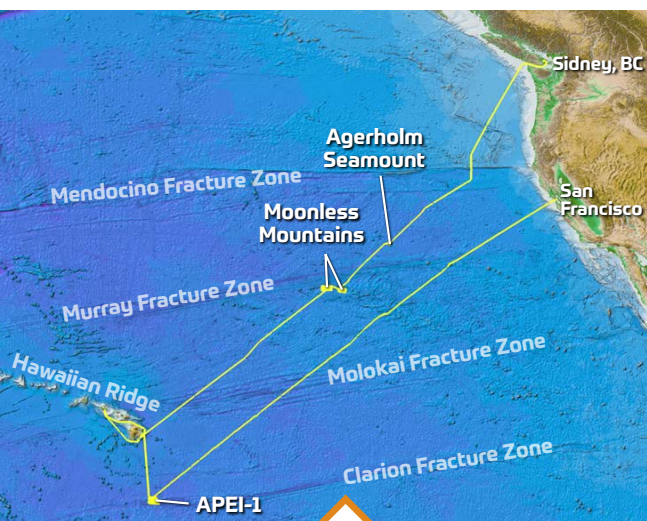 Sidney, BC
Agerholm
Seamount
Mendocino Fracture Zone
San
Francisco
Moonless
Mountains
Murray Fracture Zone
Molokai Fracture Zone
Hawaiian Ridge
Clarion Fracture Zone
APEI-1